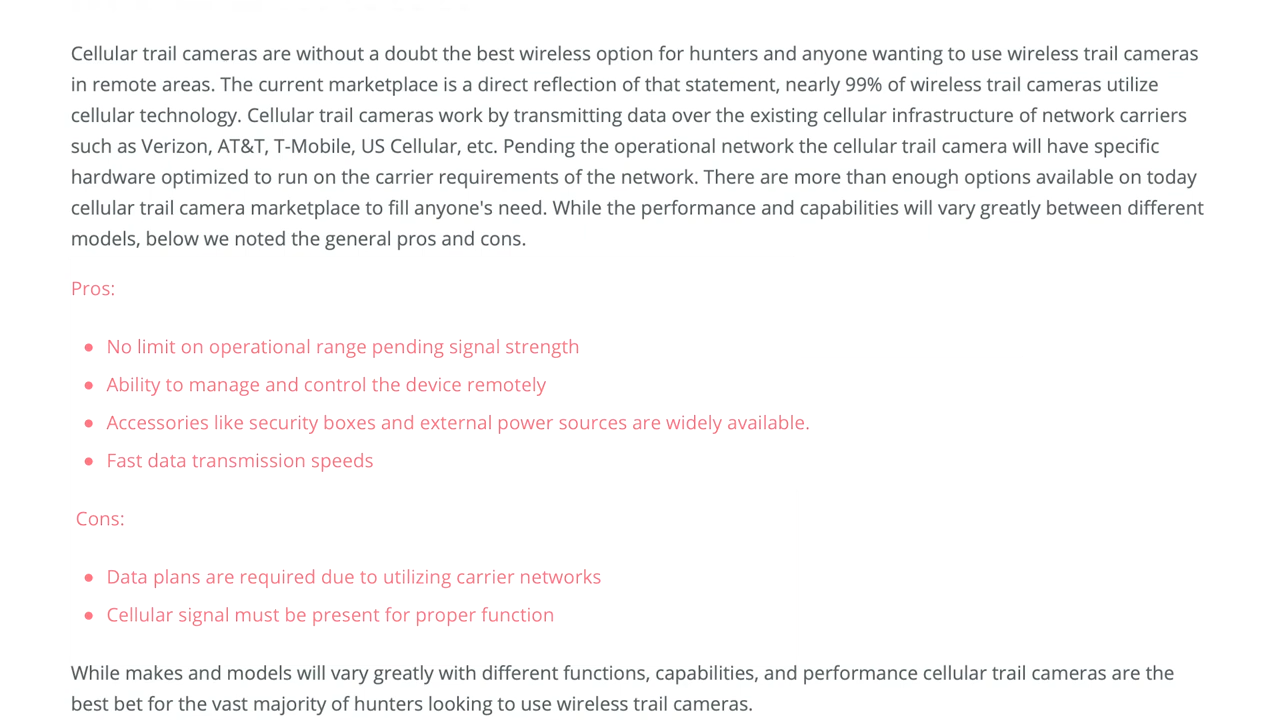 Cellular trail cameras are without a doubt the best wireless option for hunters and anyone wanting to use wireless trail cameras
in remote areas. The current marketplace is a direct reflection of that statement, nearly 99% of wireless trail cameras utilize
cellular technology. Cellular trail cameras work by transmitting data over the existing cellular infrastructure of network carriers
such as Verizon, AT&T, T-Mobile, US Cellular, etc. Pending the operational network the cellular trail camera will have specific
hardware optimized to run on the carrier requirements of the network. There are more than enough options available on today
cellular trail camera marketplace to fill anyone's need. While the performance and capabilities will vary greatly between different
models, below we noted the general pros and cons.
Pros:
• No limit on operational range pending signal strength
• Ability to manage and control the device remotely
• Accessories like security boxes and external power sources are widely available.
• Fast data transmission speeds
Cons:
• Data plans are required due to utilizing carrier networks
• Cellular signal must be present for proper function
While makes and models will vary greatly with different functions, capabilities, and performance cellular trail cameras are the
best bet for the vast majority of hunters looking to use wireless trail cameras.